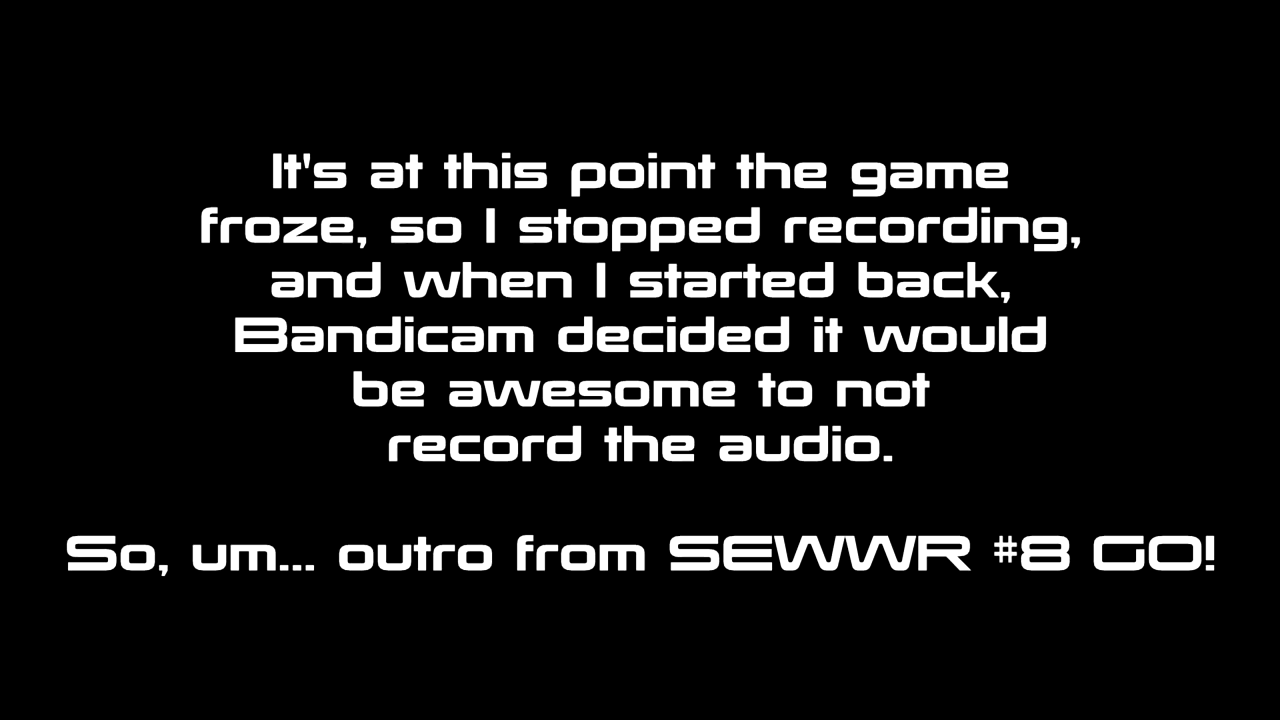 It's at this point the game
froze, so I stopped recording,
and when I started back,
Bandicam decided it would
be awesome to not
record the audio.
So, um... outro from SEWWR #8 GO!